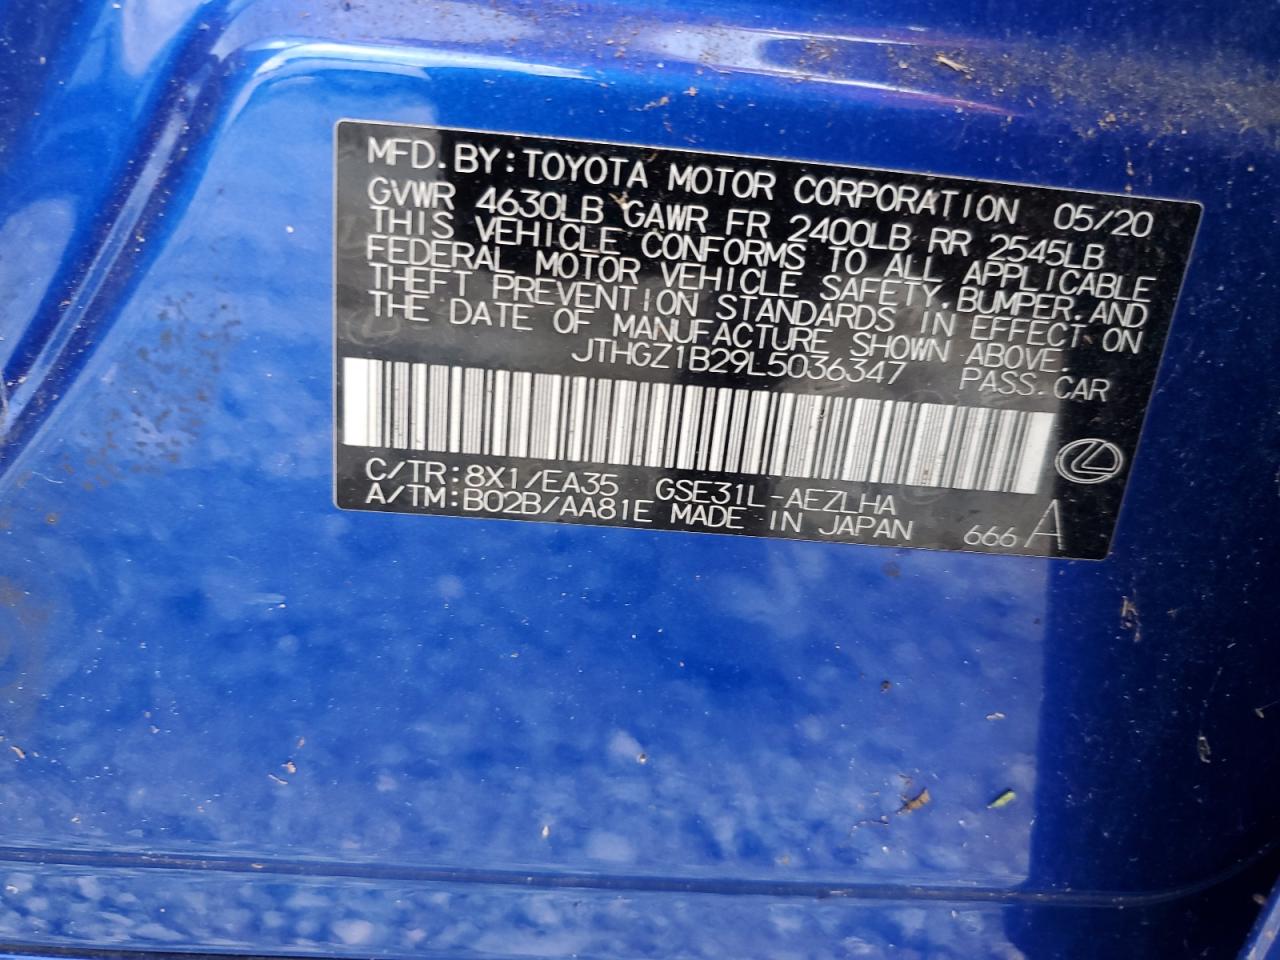 MFD. BY: TOYOTA MOTOR CORPORATION 05/20
GVWR 4630LB GAWR FR 2400LB RR 2545LB
THIS VEHICLE CONFORMS TO ALL APPLICABLE
FEDERAL MOTOR VEHICLE SAFETY, BUMPER, AND
THEFT PREVENTION STANDARDS IN EFFECT ON
THE DATE OF MANUFACTURE SHOWN ABOVE.
JTHGZ1B29L5036347 PASS. CAR
C/TR: 8X1/EA35 GSE31L-AEZLHA
A/TM: B02B/AA81E MADE IN JAPAN 666 A